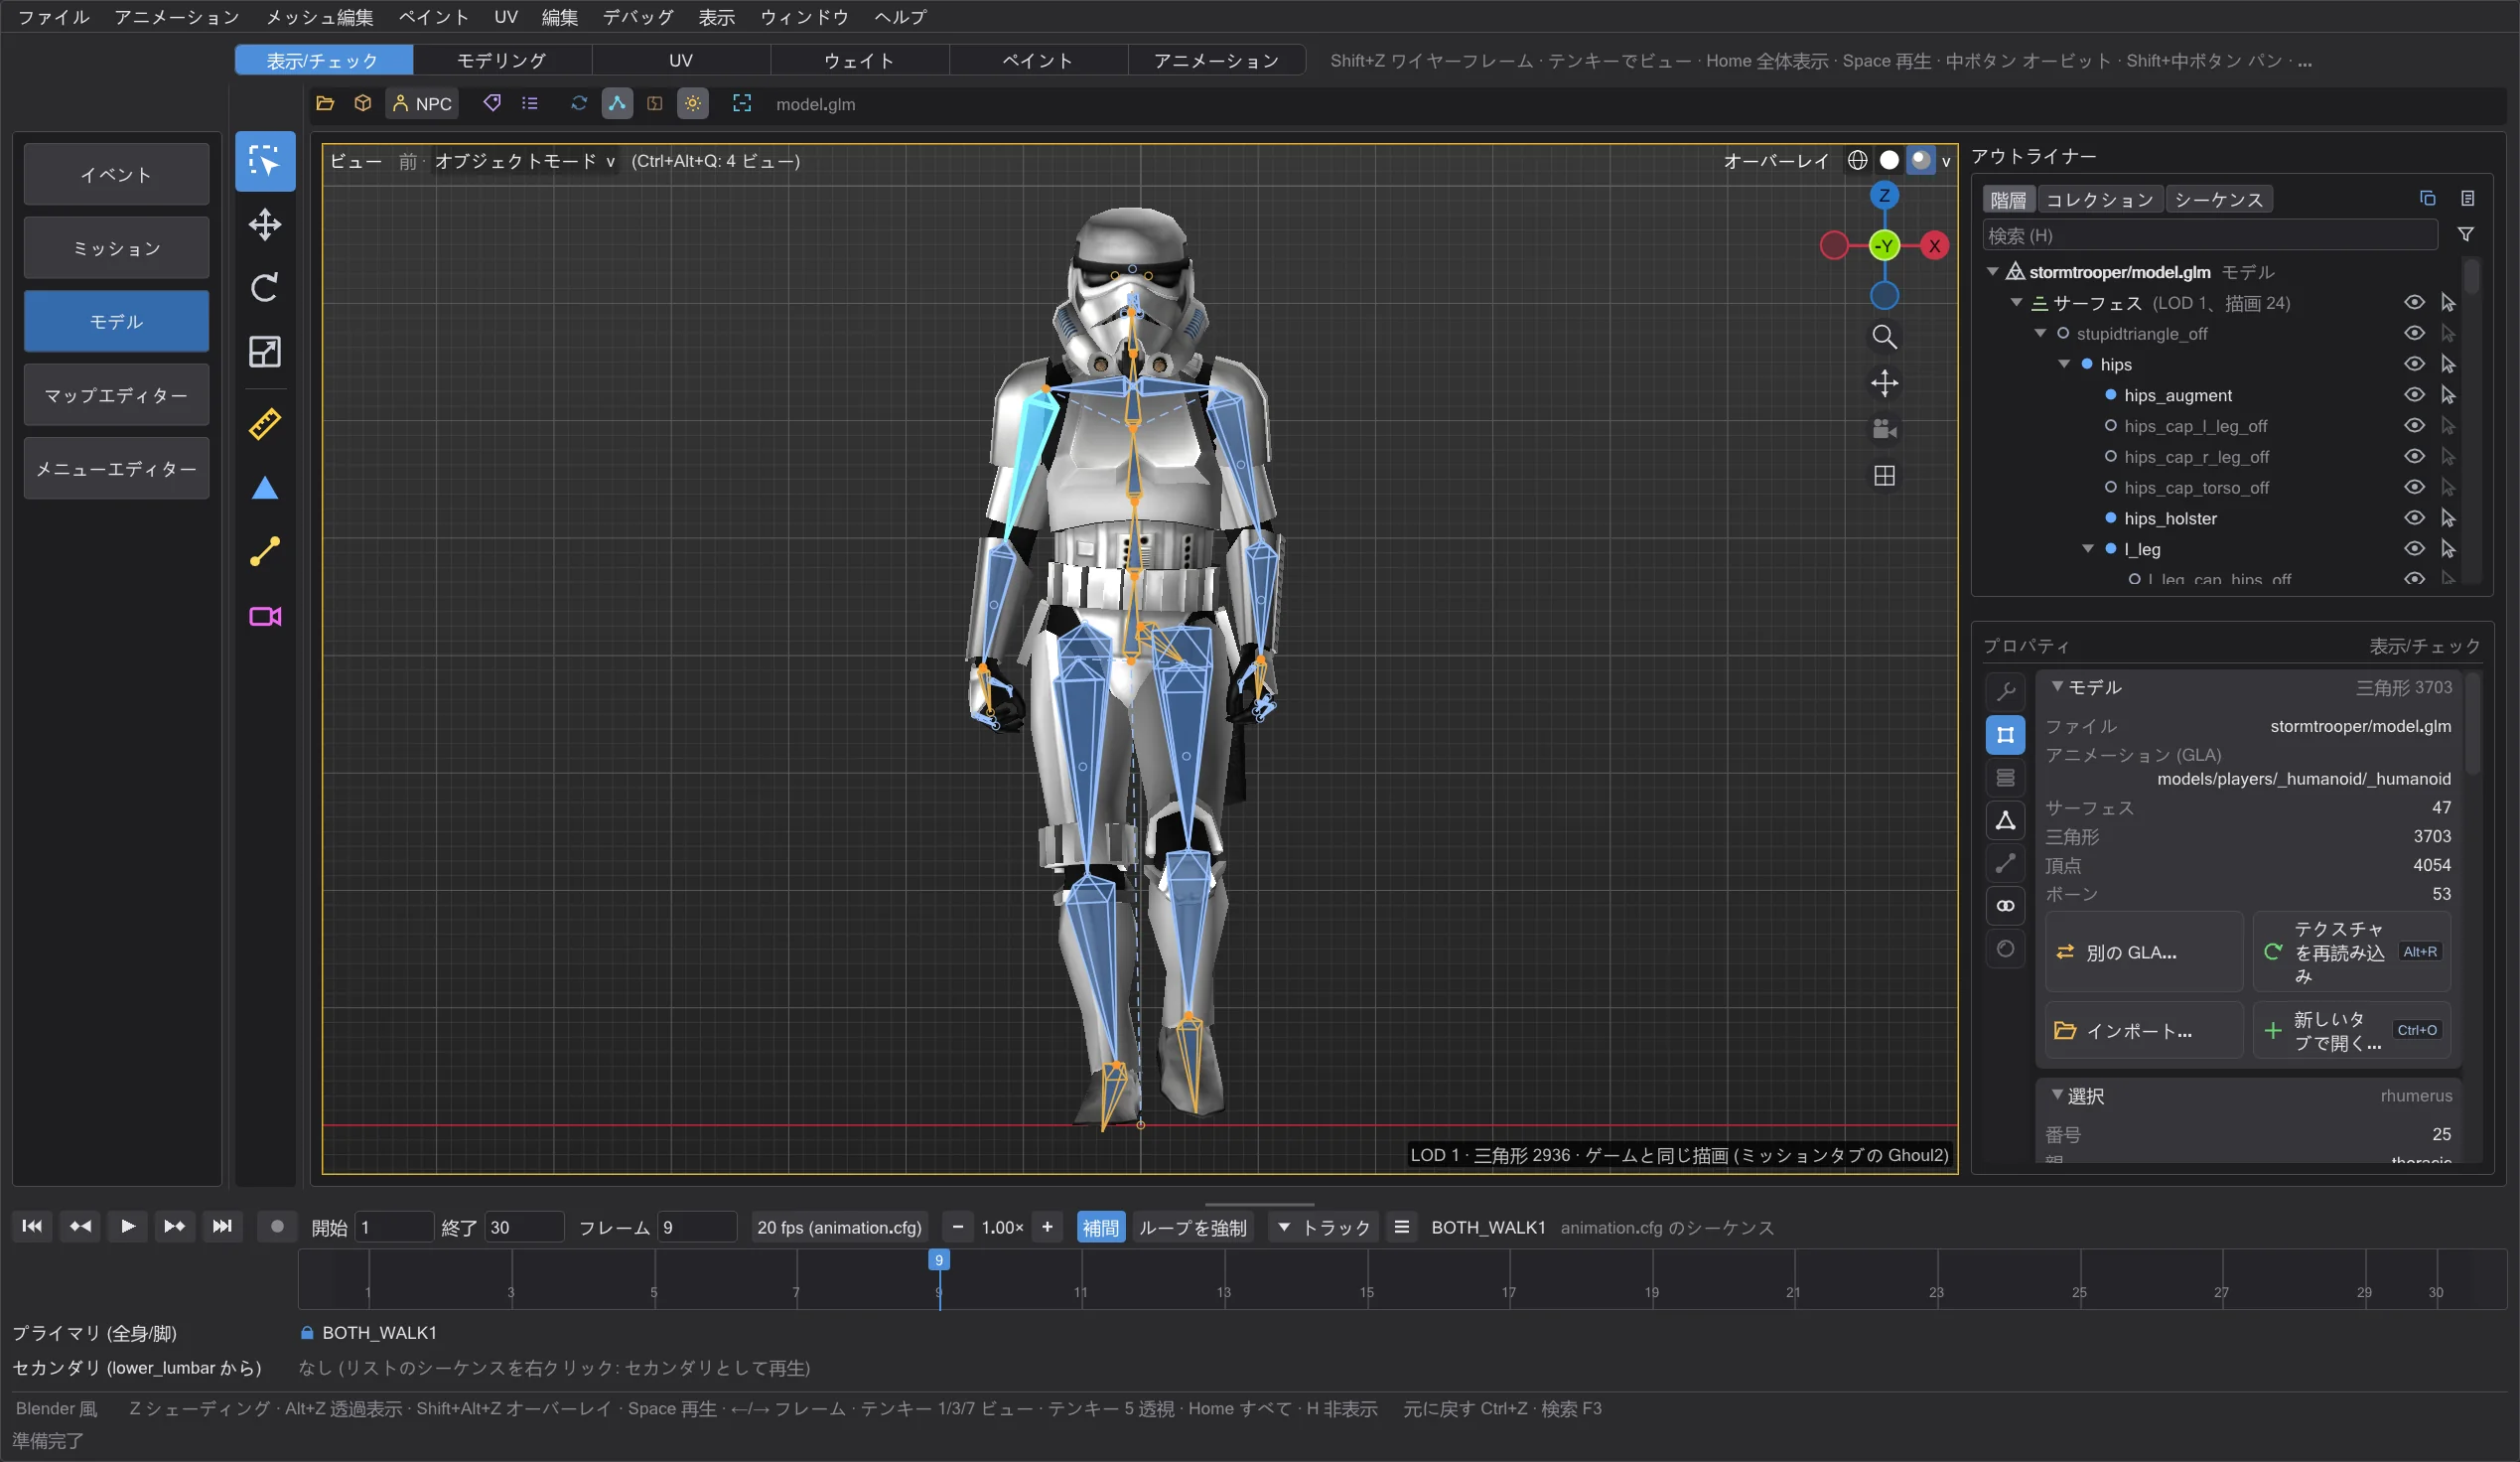 ファイル アニメーション メッシュ編集 ペイント UV 編集 デバッグ 表示 ウィンドウ ヘルプ
表示/チェック モデリング UV ウェイト ペイント アニメーション Shift+Z ワイヤーフレーム · テンキーでビュー · Home 全体表示 · Space 再生 · 中ボタン オービット · Shift+中ボタン パン · ...
NPC model.glm
イベント
ミッション
モデル
マップエディター
メニューエディター
ビュー 前 · オブジェクトモード v (Ctrl+Alt+Q: 4 ビュー) オーバーレイ v
Z
-Y X
LOD 1 · 三角形 2936 · ゲームと同じ描画 (ミッションタブの Ghoul2)
アウトライナー
階層 コレクション シーケンス
検索 (H)
stormtrooper/model.glm モデル
サーフェス (LOD 1、描画 24)
stupidtriangle_off
hips
hips_augment
hips_cap_l_leg_off
hips_cap_r_leg_off
hips_cap_torso_off
hips_holster
l_leg
l_leg_cap_hips_off
プロパティ 表示/チェック
モデル 三角形 3703
ファイル stormtrooper/model.glm
アニメーション (GLA)
models/players/_humanoid/_humanoid
サーフェス 47
三角形 3703
頂点 4054
ボーン 53
別の GLA...
テクスチャ
を再読み込
み
Alt+R
インポート...
新しいタ
ブで開く...
Ctrl+O
選択 rhumerus
番号 25
親 thoracic
開始 1 終了 30 フレーム 9 20 fps (animation.cfg) − 1.00× + 補間 ループを強制 トラック BOTH_WALK1 animation.cfg のシーケンス
9
1 3 5 7 9 11 13 15 17 19 21 23 25 27 29 30
プライマリ (全身/脚) BOTH_WALK1
セカンダリ (lower_lumbar から) なし (リストのシーケンスを右クリック: セカンダリとして再生)
Blender 風 Z シェーディング · Alt+Z 透過表示 · Shift+Alt+Z オーバーレイ · Space 再生 · ←/→ フレーム · テンキー 1/3/7 ビュー · テンキー 5 透視 · Home すべて · H 非表示 元に戻す Ctrl+Z · 検索 F3
準備完了